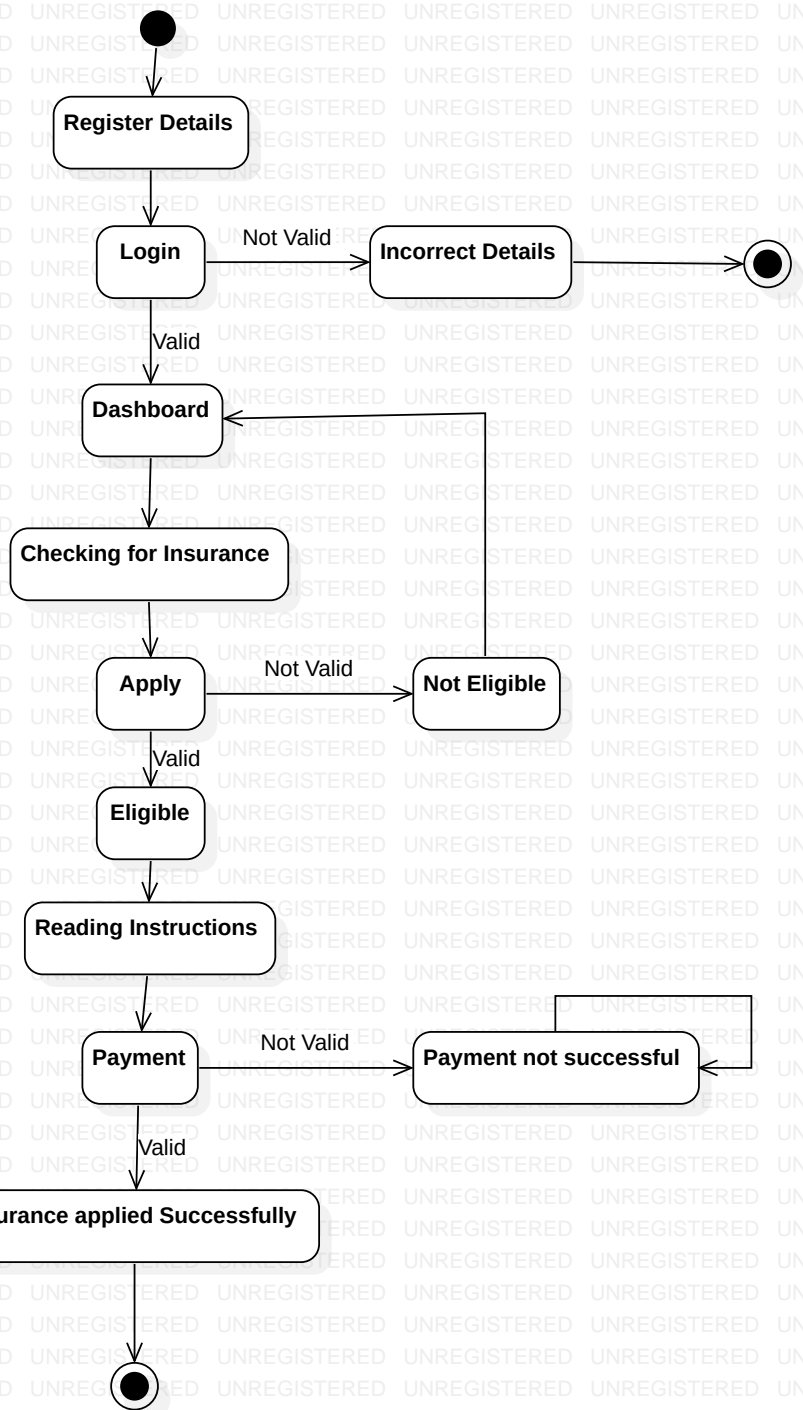 Register Details
Login
Not Valid
Incorrect Details
Valid
Dashboard
Checking for Insurance
Apply
Not Valid
Not Eligible
Valid
Eligible
Reading Instructions
Payment
Not Valid
Payment not successful
Valid
urance applied Successfully
UNREGISTERED